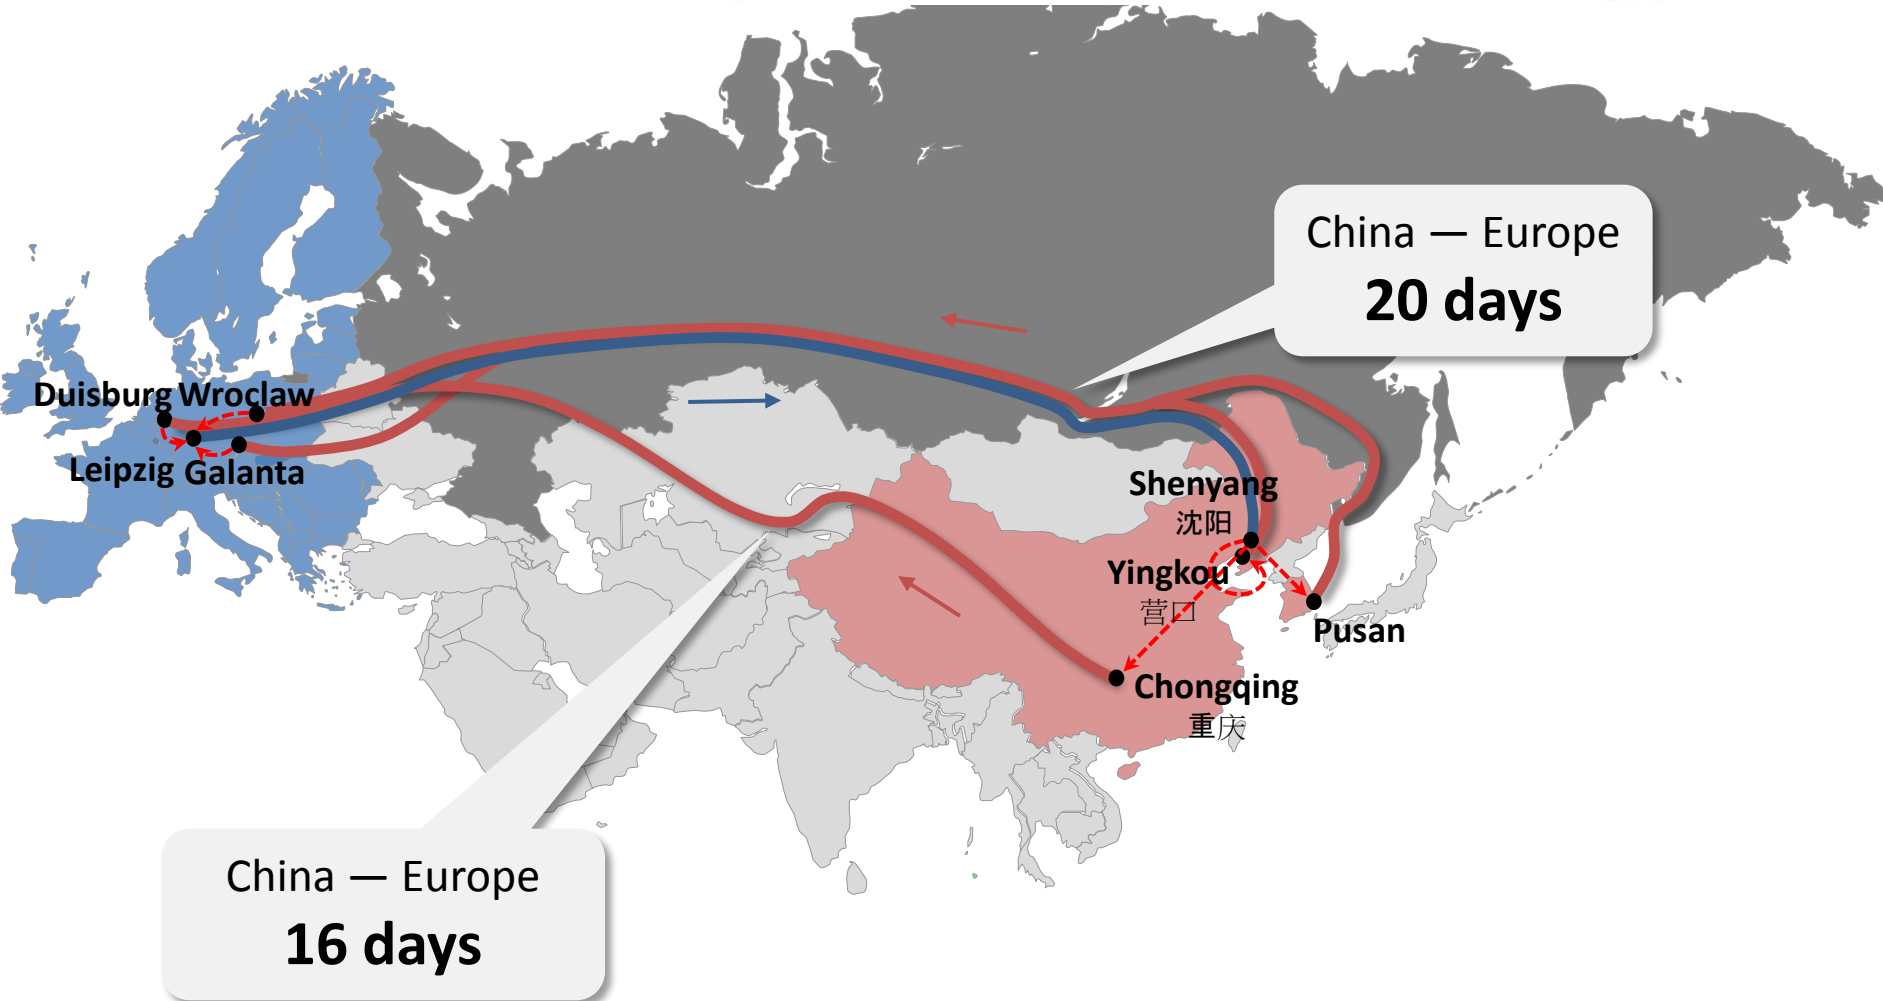 China — Europe
20 days
Duisburg
Wroclaw
Leipzig
Galanta
Shenyang
沈阳
Yingkou
营口
Pusan
Chongqing
重庆
China — Europe
16 days